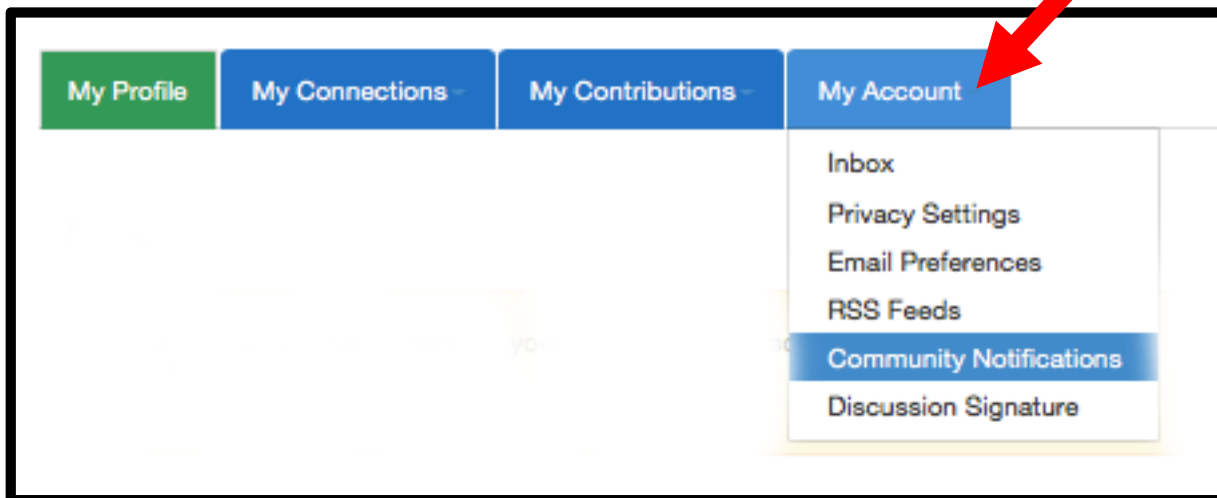 My Profile My Connections My Contributions My Account
Inbox
Privacy Settings
Email Preferences
RSS Feeds
Community Notifications
Discussion Signature